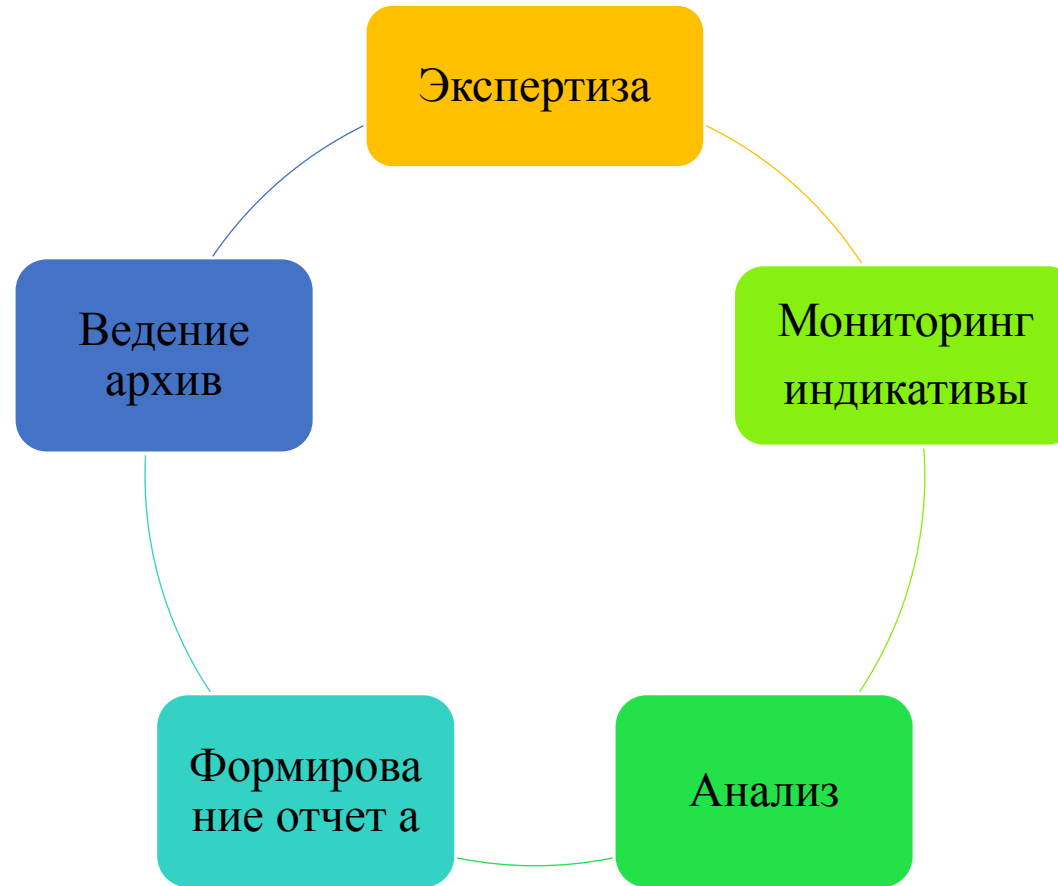 Экспертиза
Мониторинг
индикативы
Анализ
Формирова
ние отчет а
Ведение
архив